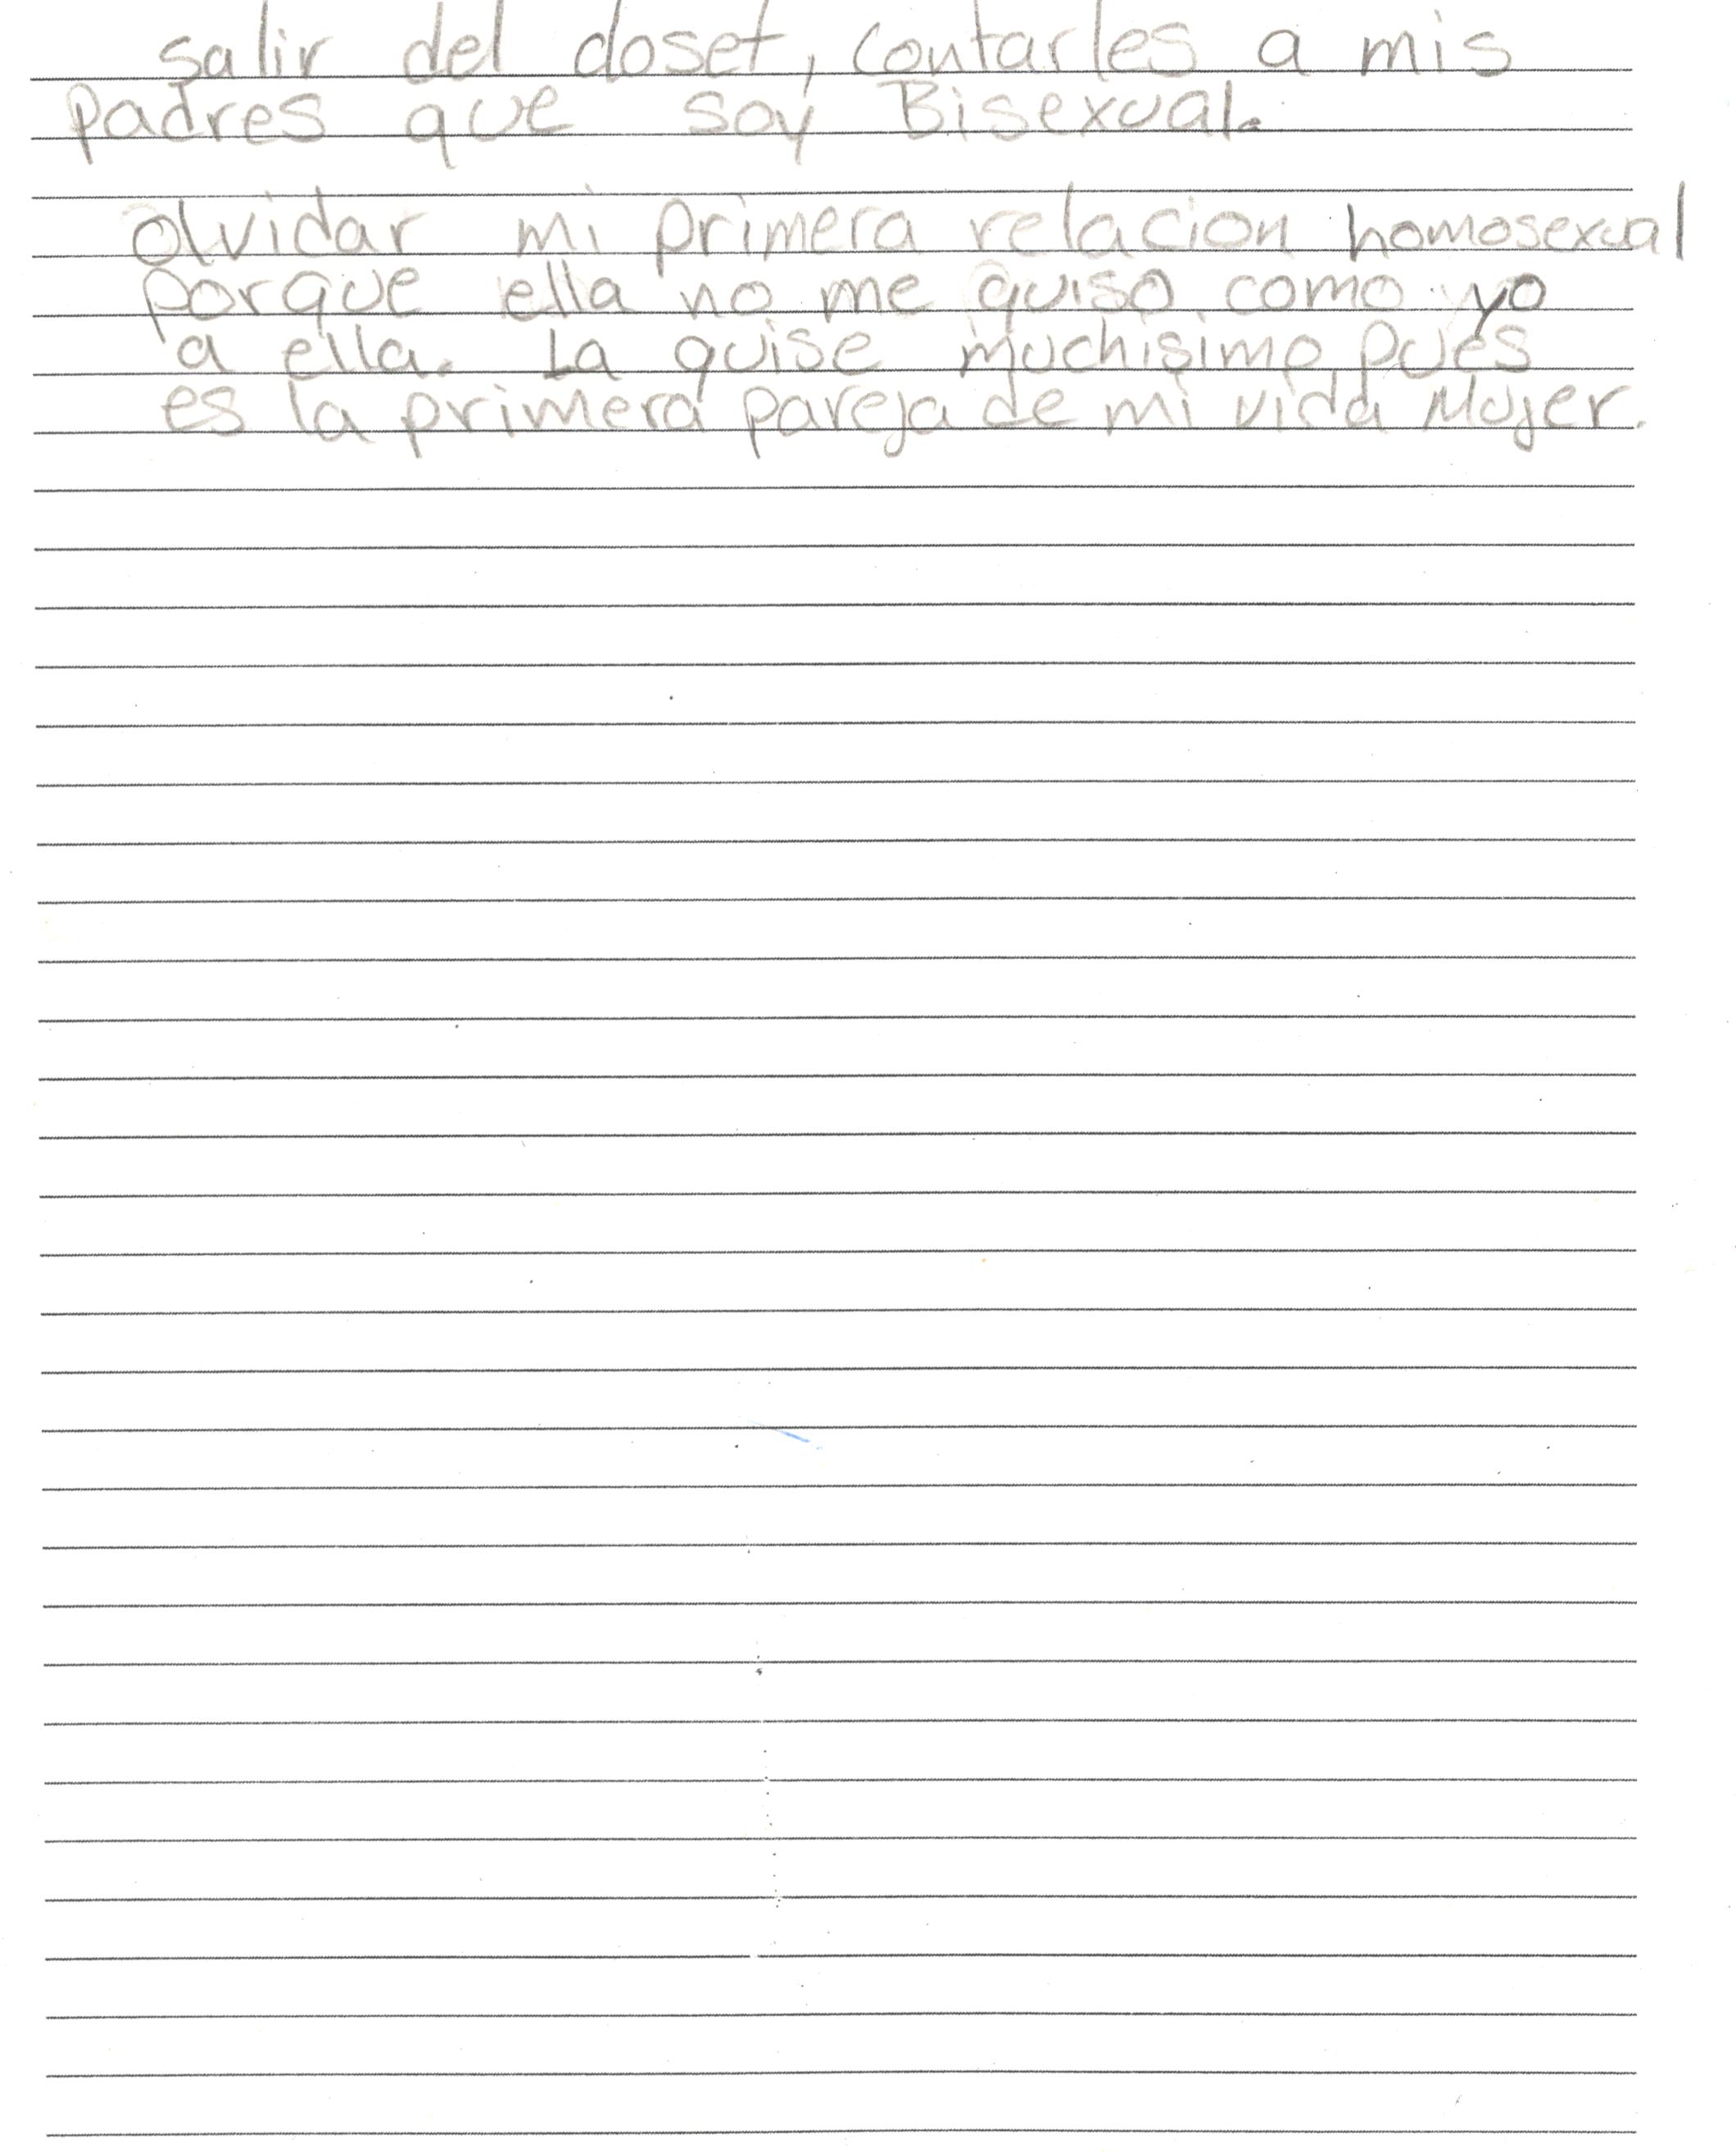 salir del closet, contarles a mis
padres que soy Bisexual.
olvidar mi primera relacion homosexual
porque ella no me quiso como yo
a ella. La quise muchisimo pues
es la primera pareja de mi vida Mujer.